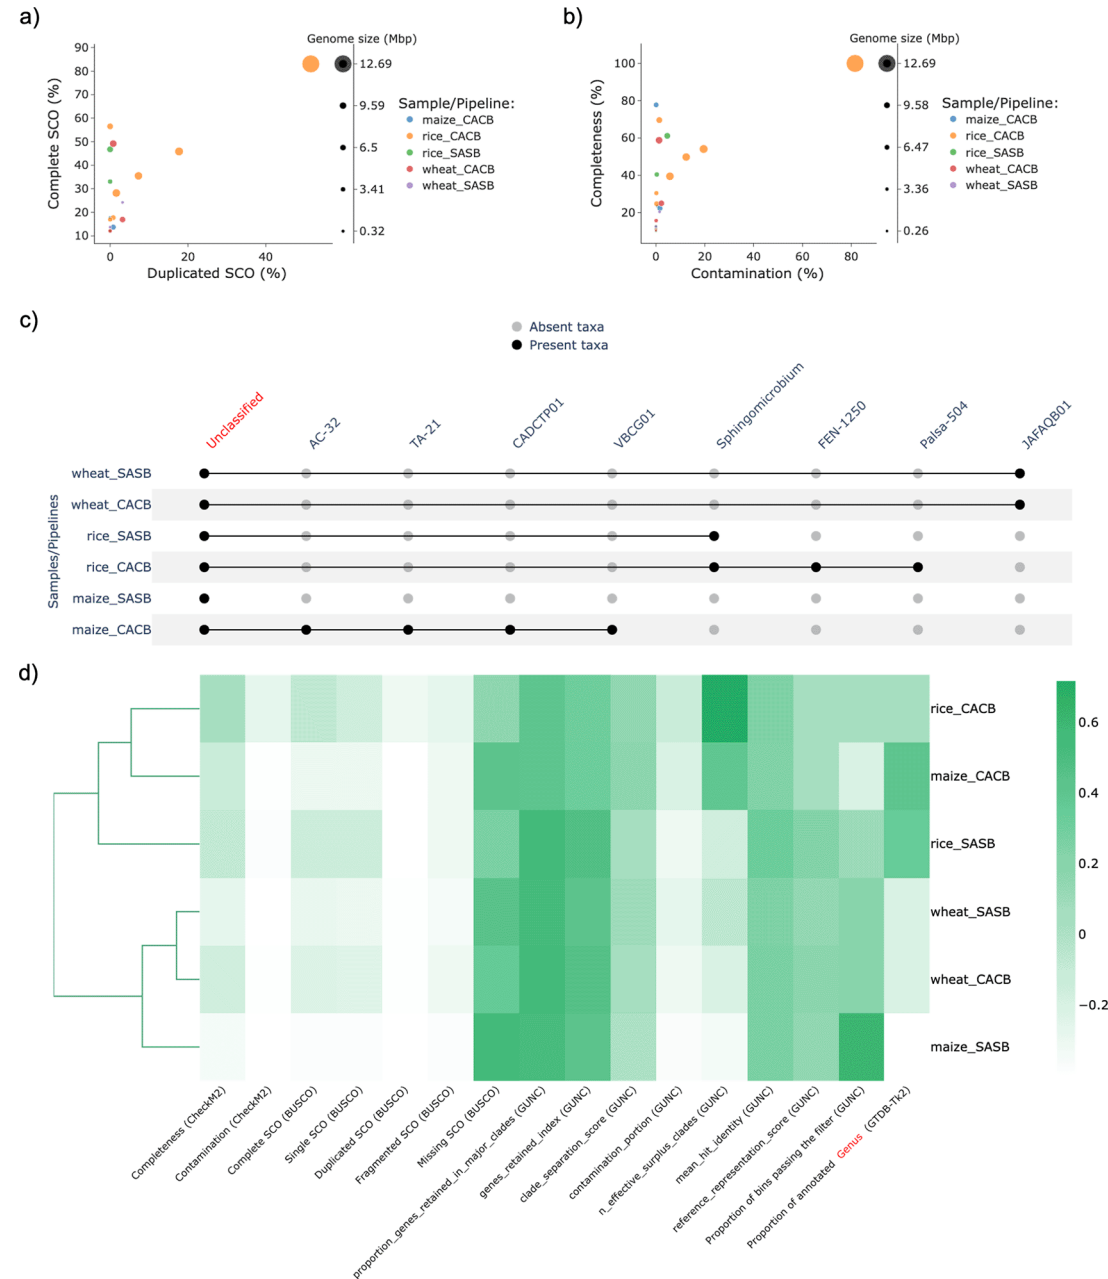 a)
Genome size (Mbp)
90
80
70
60
50
40
30
20
10
Complete SCO (%)
0
20
40
Duplicated SCO (%)
12.69
9.59
6.5
3.41
0.32
Sample/Pipeline:
maize_CACB
rice_CACB
rice_SASB
wheat_CACB
wheat_SASB
b)
Genome size (Mbp)
100
80
60
40
20
Completeness (%)
0
20
40
60
80
Contamination (%)
12.69
9.58
6.47
3.36
0.26
Sample/Pipeline:
maize_CACB
rice_CACB
rice_SASB
wheat_CACB
wheat_SASB
c)
Absent taxa
Present taxa
Unclassified
AC-32
TA-21
CADCTP01
VBCG01
Sphingomicrobium
FEN-1250
Palsa-504
JAFAQB01
Samples/Pipelines
wheat_SASB
wheat_CACB
rice_SASB
rice_CACB
maize_SASB
maize_CACB
d)
rice_CACB
maize_CACB
rice_SASB
wheat_SASB
wheat_CACB
maize_SASB
0.6
0.4
0.2
0
−0.2
Completeness (CheckM2)
Contamination (CheckM2)
Complete SCO (BUSCO)
Single SCO (BUSCO)
Duplicated SCO (BUSCO)
Fragmented SCO (BUSCO)
Missing SCO (BUSCO)
proportion_genes_retained_in_major_clades (GUNC)
genes_retained_index (GUNC)
clade_separation_score (GUNC)
contamination_portion (GUNC)
n_effective_surplus_clades (GUNC)
mean_hit_identity (GUNC)
reference_representation_score (GUNC)
Proportion of bins passing the filter (GUNC)
Proportion of annotated Genus (GTDB-Tk2)